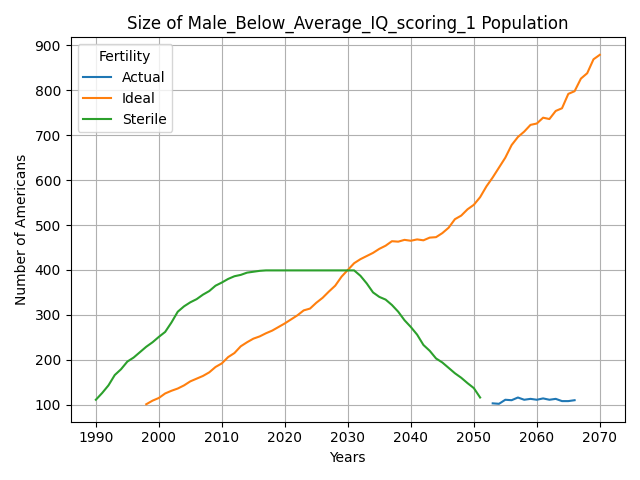 Size of Male_Below_Average_IQ_scoring_1 Population
Fertility
Actual
Ideal
Sterile
Number of Americans
900
800
700
600
500
400
300
200
100
1990 2000 2010 2020 2030 2040 2050 2060 2070
Years